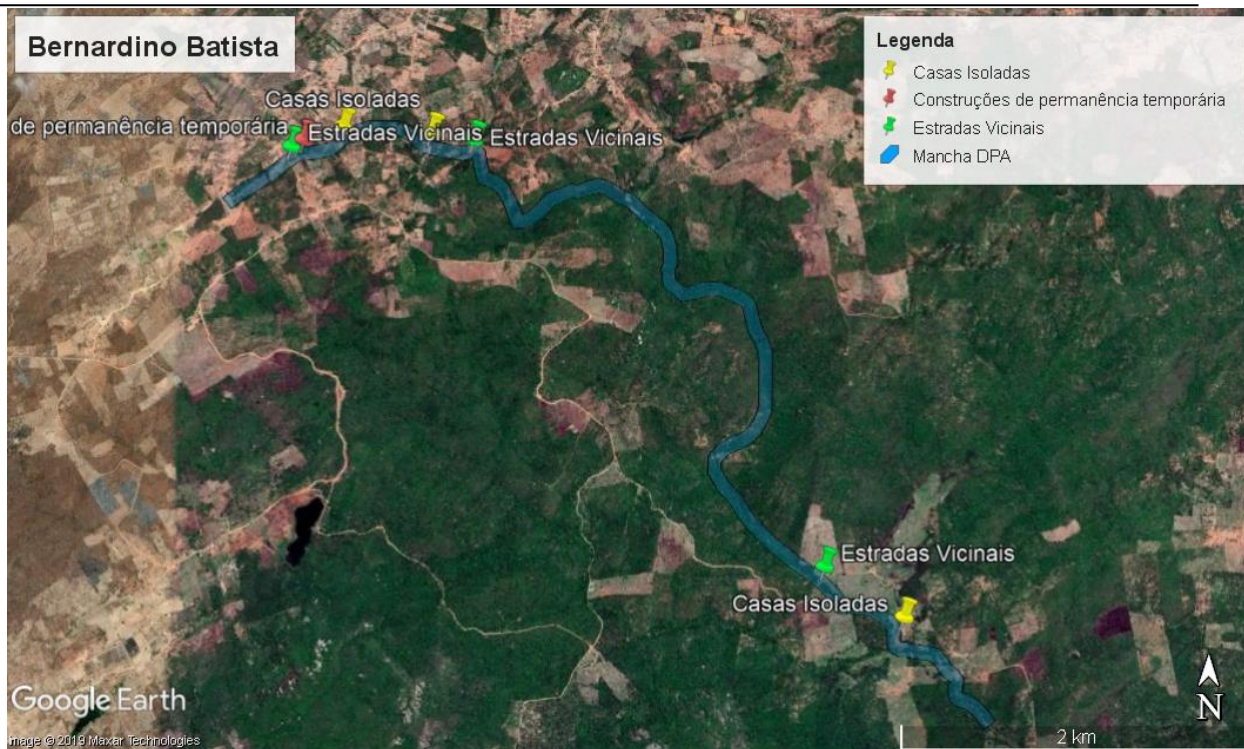 Bernardino Batista
Legenda
Casas Isoladas
Construções de permanência temporária
Estradas Vicinais
Mancha DPA
Casas Isoladas
de permanência temporária
Estradas Vicinais
Estradas Vicinais
Estradas Vicinais
Casas Isoladas
Google Earth
N
Image © 2019 Maxar Technologies
2 km